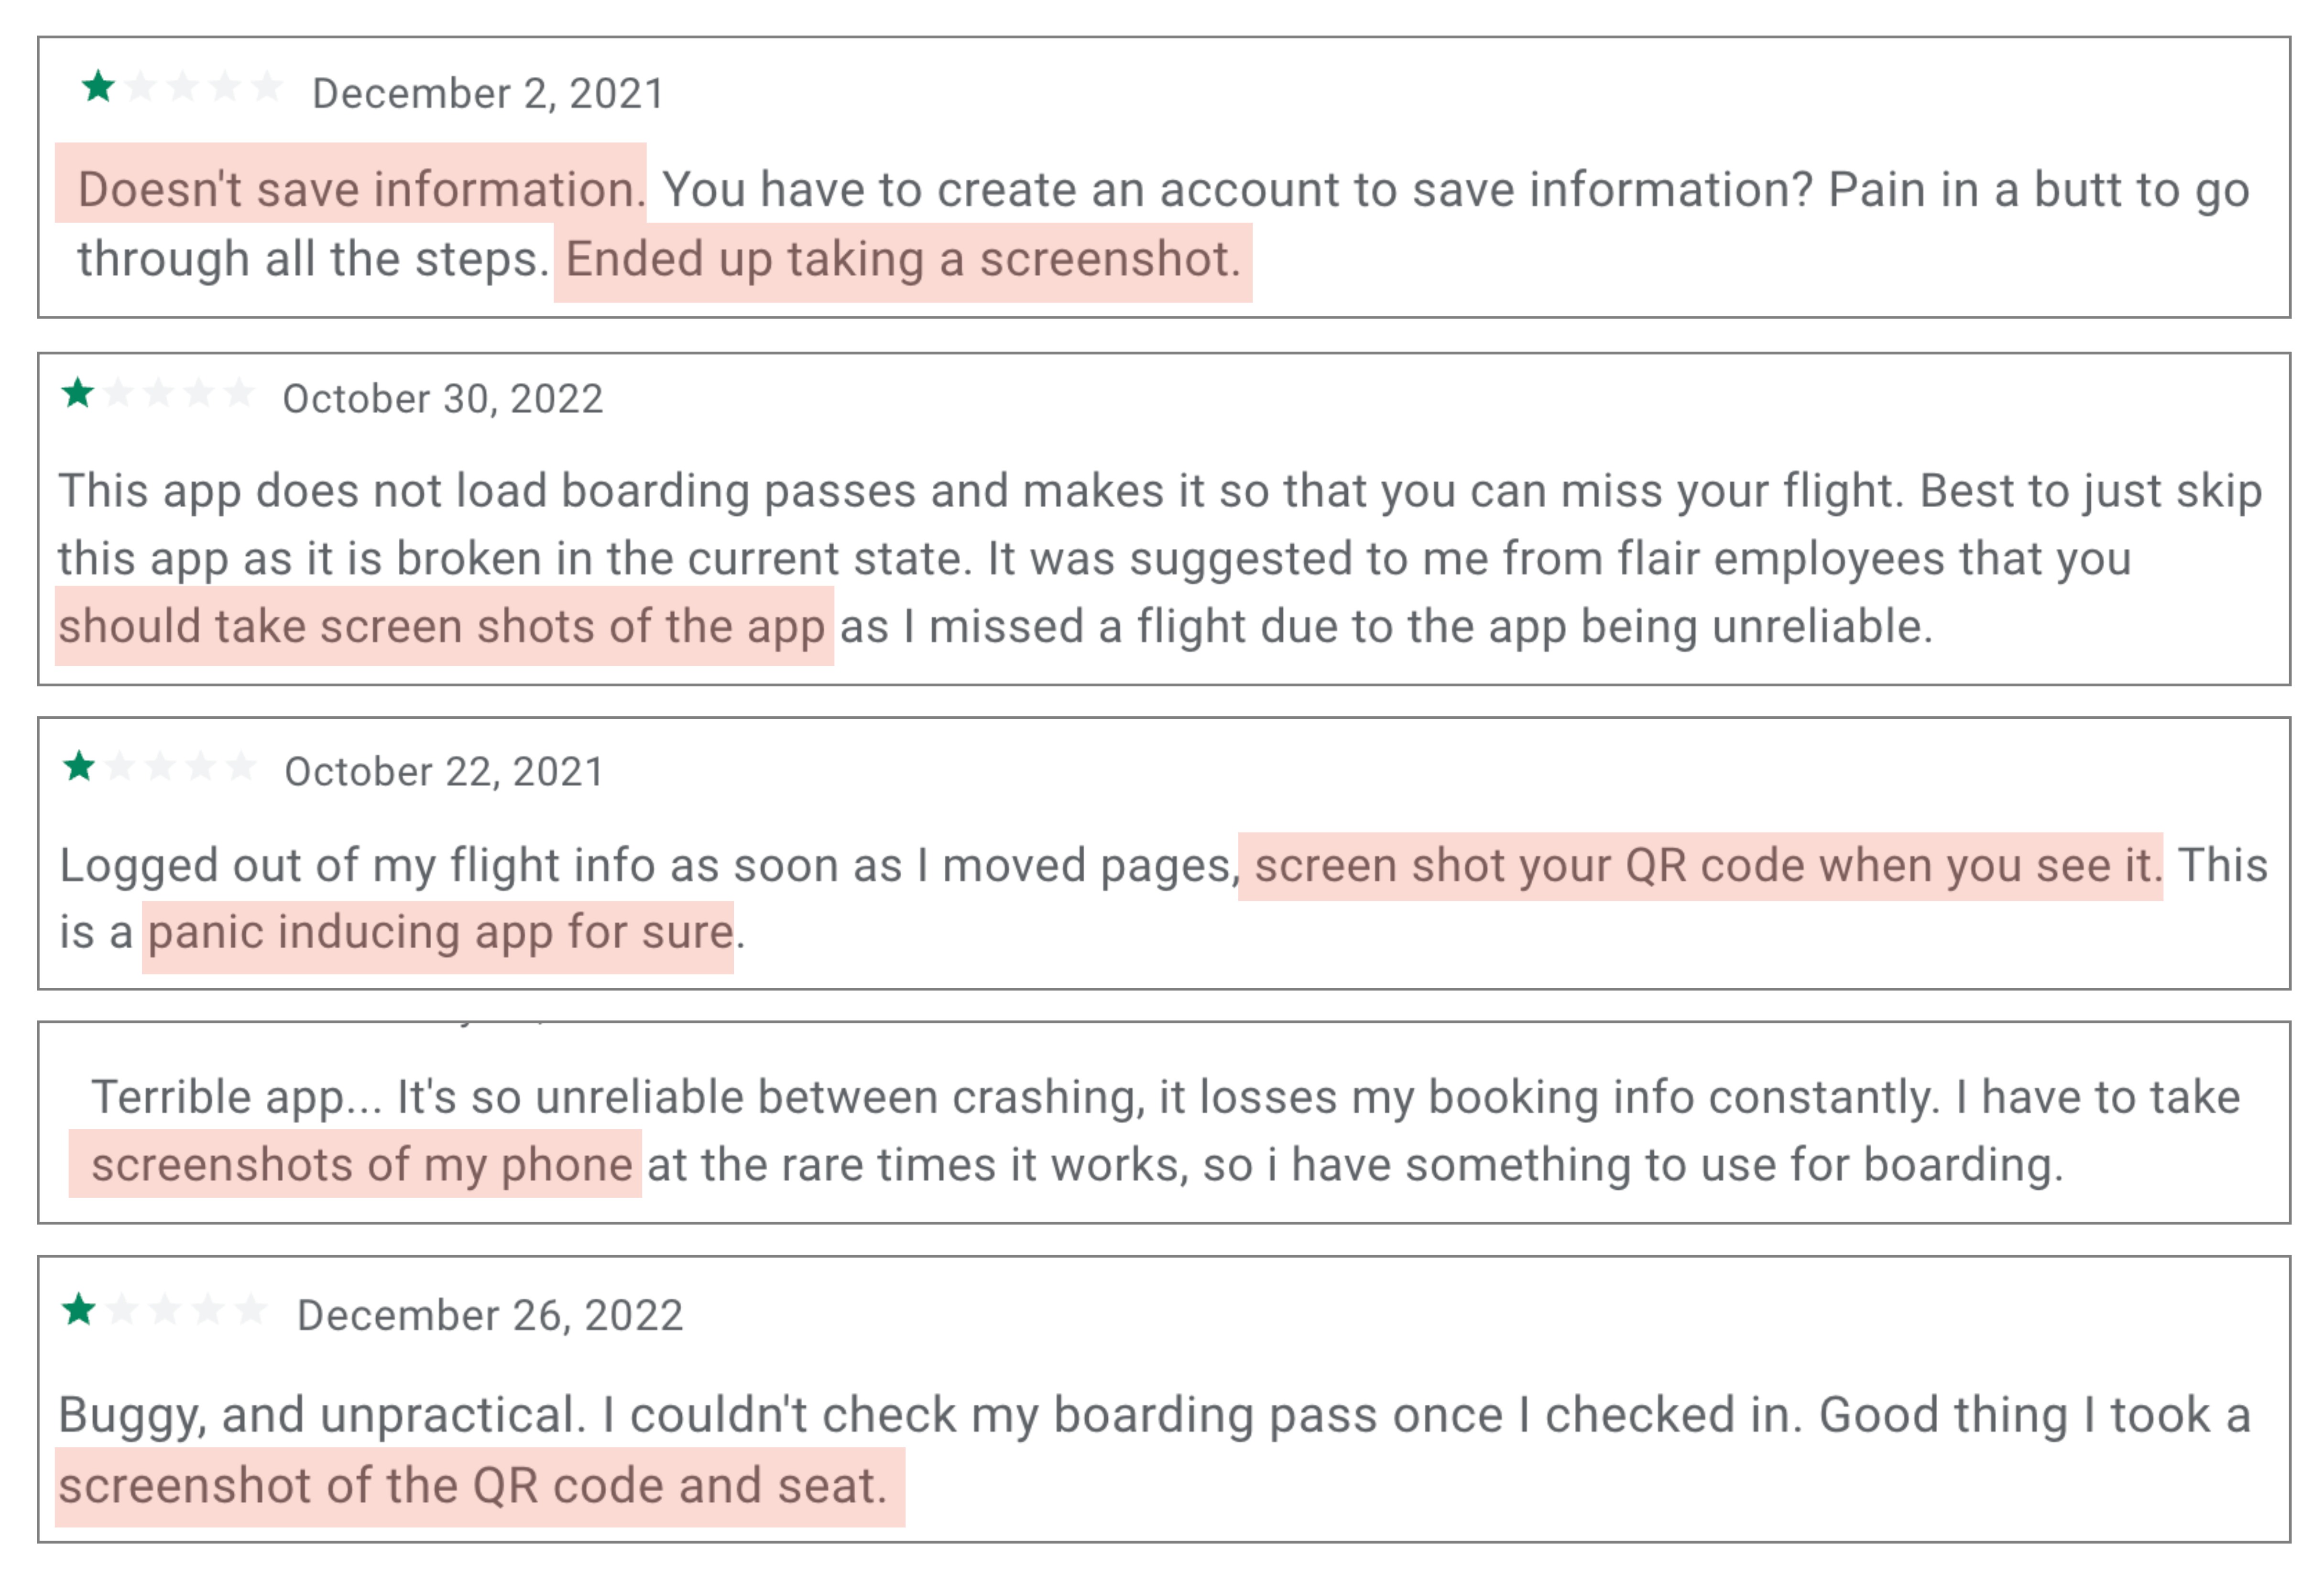 December 2, 2021
Doesn't save information. You have to create an account to save information? Pain in a butt to go
through all the steps. Ended up taking a screenshot.
October 30, 2022
This app does not load boarding passes and makes it so that you can miss your flight. Best to just skip
this app as it is broken in the current state. It was suggested to me from flair employees that you
should take screen shots of the app as I missed a flight due to the app being unreliable.
October 22, 2021
Logged out of my flight info as soon as I moved pages, screen shot your QR code when you see it. This
is a panic inducing app for sure.
Terrible app... It's so unreliable between crashing, it losses my booking info constantly. I have to take
screenshots of my phone at the rare times it works, so i have something to use for boarding.
December 26, 2022
Buggy, and unpractical. I couldn't check my boarding pass once I checked in. Good thing I took a
screenshot of the QR code and seat.